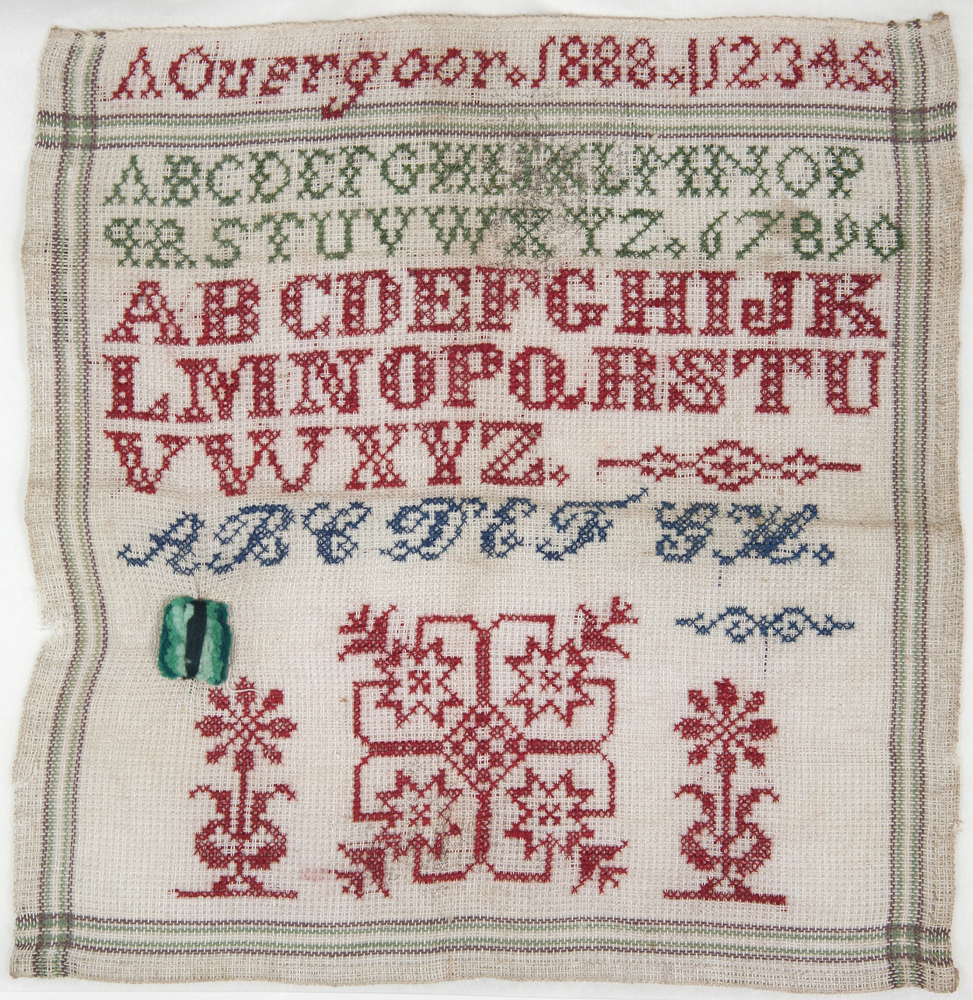 A Overgoor. 1888. 12345.
ABCDEFGHIJKLMNOP
QRSTUVWXYZ. 67890
ABCDEFGHIJK
LMNOPQRSTU
VWXYZ.
ABCDEFGH.